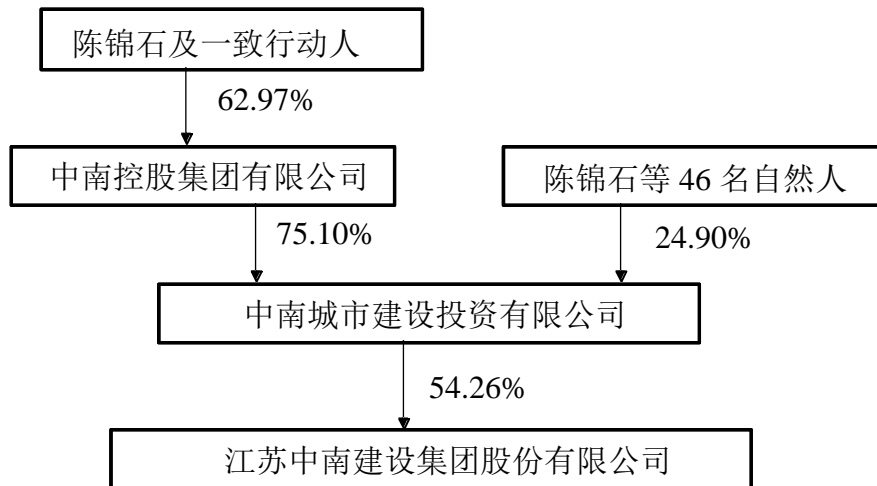 陈锦石及一致行动人
62.97%
中南控股集团有限公司
陈锦石等 46 名自然人
75.10%
24.90%
中南城市建设投资有限公司
54.26%
江苏中南建设集团股份有限公司